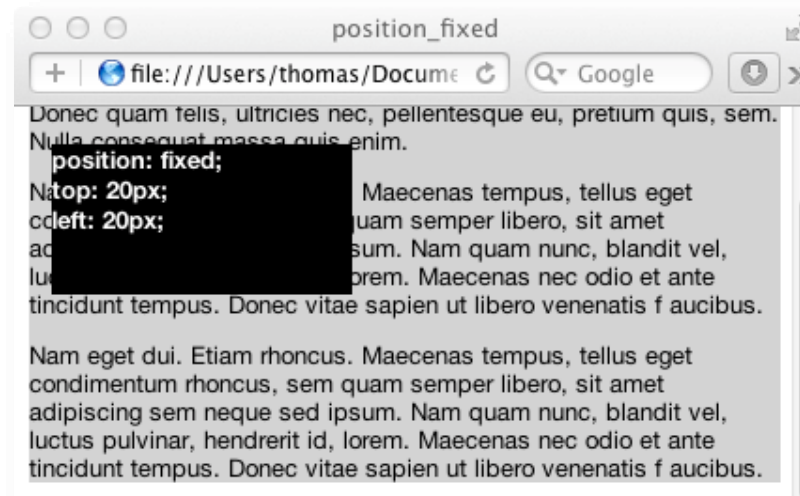 position_fixed
file:///Users/thomas/Docume
Google
Donec quam felis, ultricies nec, pellentesque eu, pretium quis, sem.
Nulla consequat massa quis enim.
position: fixed;
top: 20px;
left: 20px;
Na Maecenas tempus, tellus eget
co quam semper libero, sit amet
ad sum. Nam quam nunc, blandit vel,
luc orem. Maecenas nec odio et ante
tincidunt tempus. Donec vitae sapien ut libero venenatis f aucibus.
Nam eget dui. Etiam rhoncus. Maecenas tempus, tellus eget
condimentum rhoncus, sem quam semper libero, sit amet
adipiscing sem neque sed ipsum. Nam quam nunc, blandit vel,
luctus pulvinar, hendrerit id, lorem. Maecenas nec odio et ante
tincidunt tempus. Donec vitae sapien ut libero venenatis f aucibus.